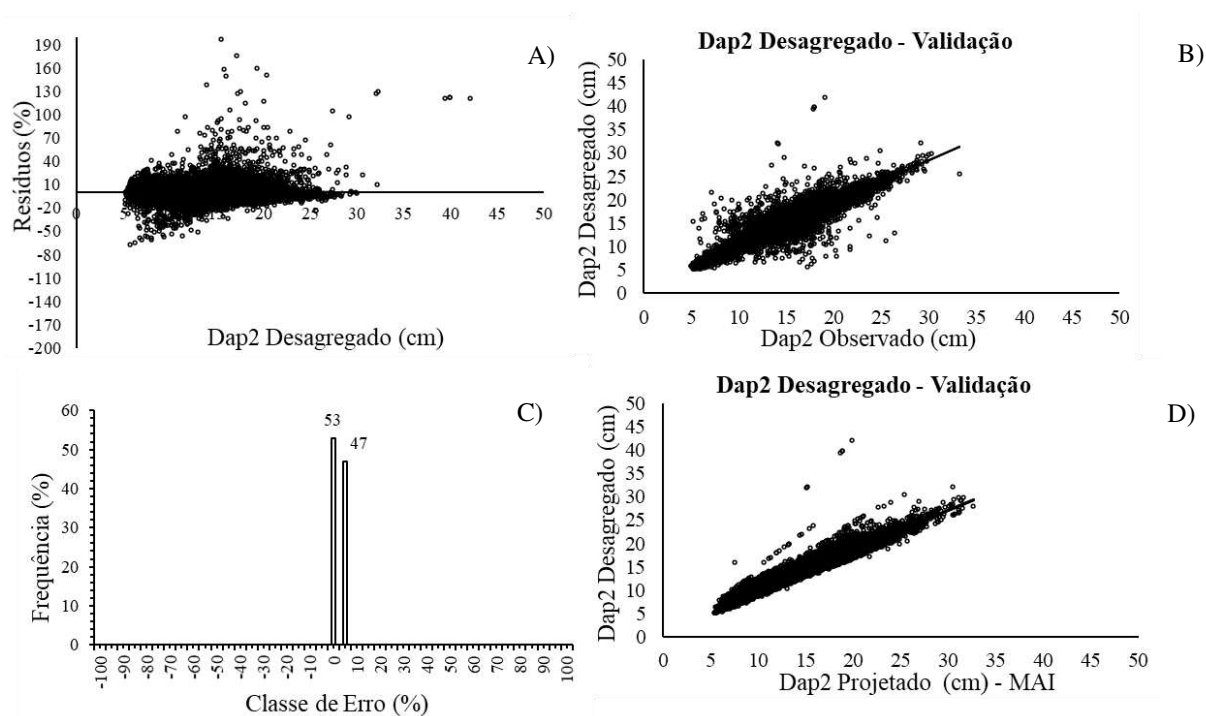 A)
190
160
130
100
70
40
10
-20
-50
-80
-110
-140
-170
-200
Resíduos (%)
0 5 15 20 25 30 35 40 45 50
Dap2 Desagregado (cm)
B)
Dap2 Desagregado - Validação
50
45
40
35
30
25
20
15
10
5
0
Dap2 Desagregado (cm)
0 5 10 15 20 25 30 35 40 45 50
Dap2 Observado (cm)
C)
60
50
40
30
20
10
0
Frequência (%)
53
47
-100 -90 -80 -70 -60 -50 -40 -30 -20 -10 0 10 20 30 40 50 60 70 80 90 100
Classe de Erro (%)
D)
Dap2 Desagregado - Validação
50
45
40
35
30
25
20
15
10
5
0
Dap2 Desagregado (cm)
0 5 10 15 20 25 30 35 40 45 50
Dap2 Projetado (cm) - MAI